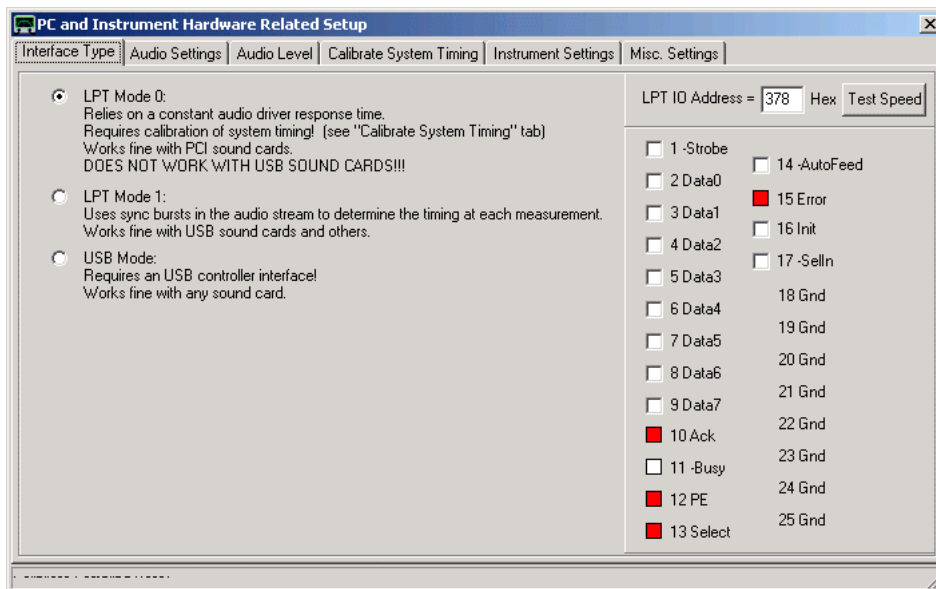 PC and Instrument Hardware Related Setup
Interface Type Audio Settings Audio Level Calibrate System Timing Instrument Settings Misc. Settings
LPT Mode 0:
Relies on a constant audio driver response time.
Requires calibration of system timing! (see "Calibrate System Timing" tab)
Works fine with PCI sound cards.
DOES NOT WORK WITH USB SOUND CARDS!!!
LPT Mode 1:
Uses sync bursts in the audio stream to determine the timing at each measurement.
Works fine with USB sound cards and others.
USB Mode:
Requires an USB controller interface!
Works fine with any sound card.
LPT IO Address = 378 Hex Test Speed
1 -Strobe
2 Data0
3 Data1
4 Data2
5 Data3
6 Data4
7 Data5
8 Data6
9 Data7
10 Ack
11 -Busy
12 PE
13 Select
14 -AutoFeed
15 Error
16 Init
17 -SelIn
18 Gnd
19 Gnd
20 Gnd
21 Gnd
22 Gnd
23 Gnd
24 Gnd
25 Gnd